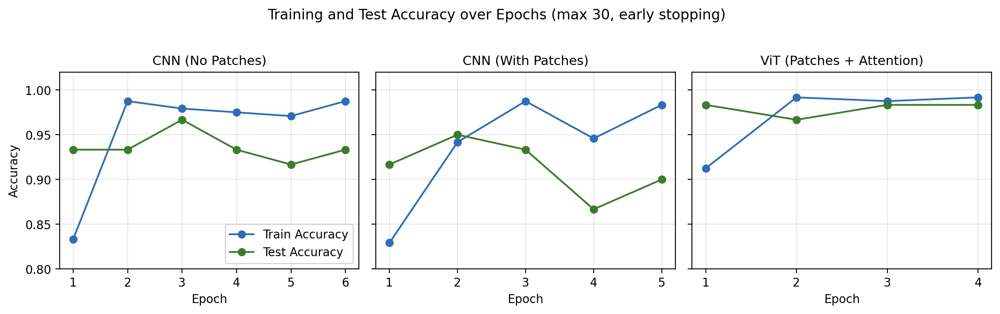 Training and Test Accuracy over Epochs (max 30, early stopping)
CNN (No Patches)
CNN (With Patches)
ViT (Patches + Attention)
Accuracy
1.00
0.95
0.90
0.85
0.80
Train Accuracy
Test Accuracy
1 2 3 4 5 6
1 2 3 4 5
1 2 3 4
Epoch
Epoch
Epoch